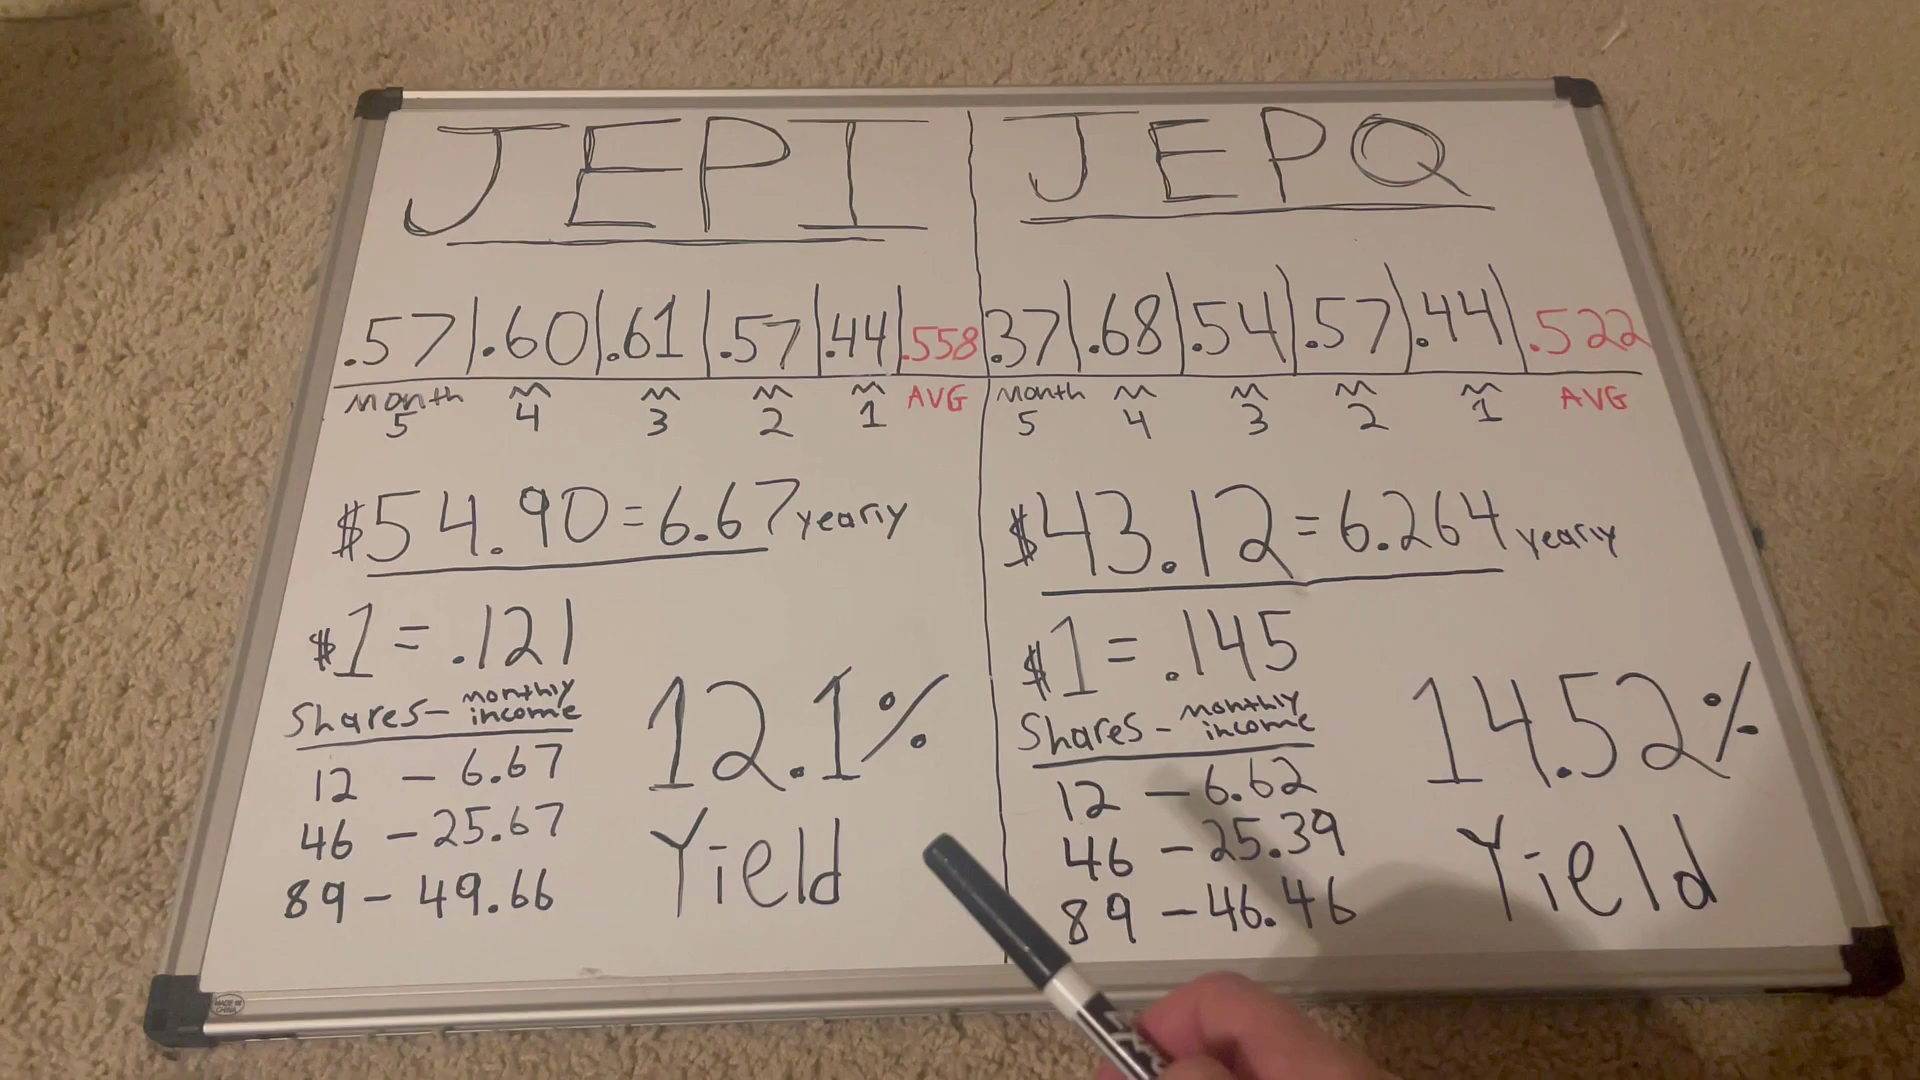 JEPI
.57 .60 .61 .57 .44 .558
Month 5 M 4 M 3 M 2 M 1 AVG
$54.90 = 6.67 yearly
$1 = .121
Shares - monthly income
12 - 6.67
46 - 25.67
89 - 49.66
12.1%
Yield
JEPQ
.37 .68 .54 .57 .44 .522
Month 5 M 4 M 3 M 2 M 1 AVG
$43.12 = 6.264 yearly
$1 = .145
Shares - monthly income
12 - 6.62
46 - 25.39
89 - 46.46
14.52%
Yield
MADE IN
CHINA